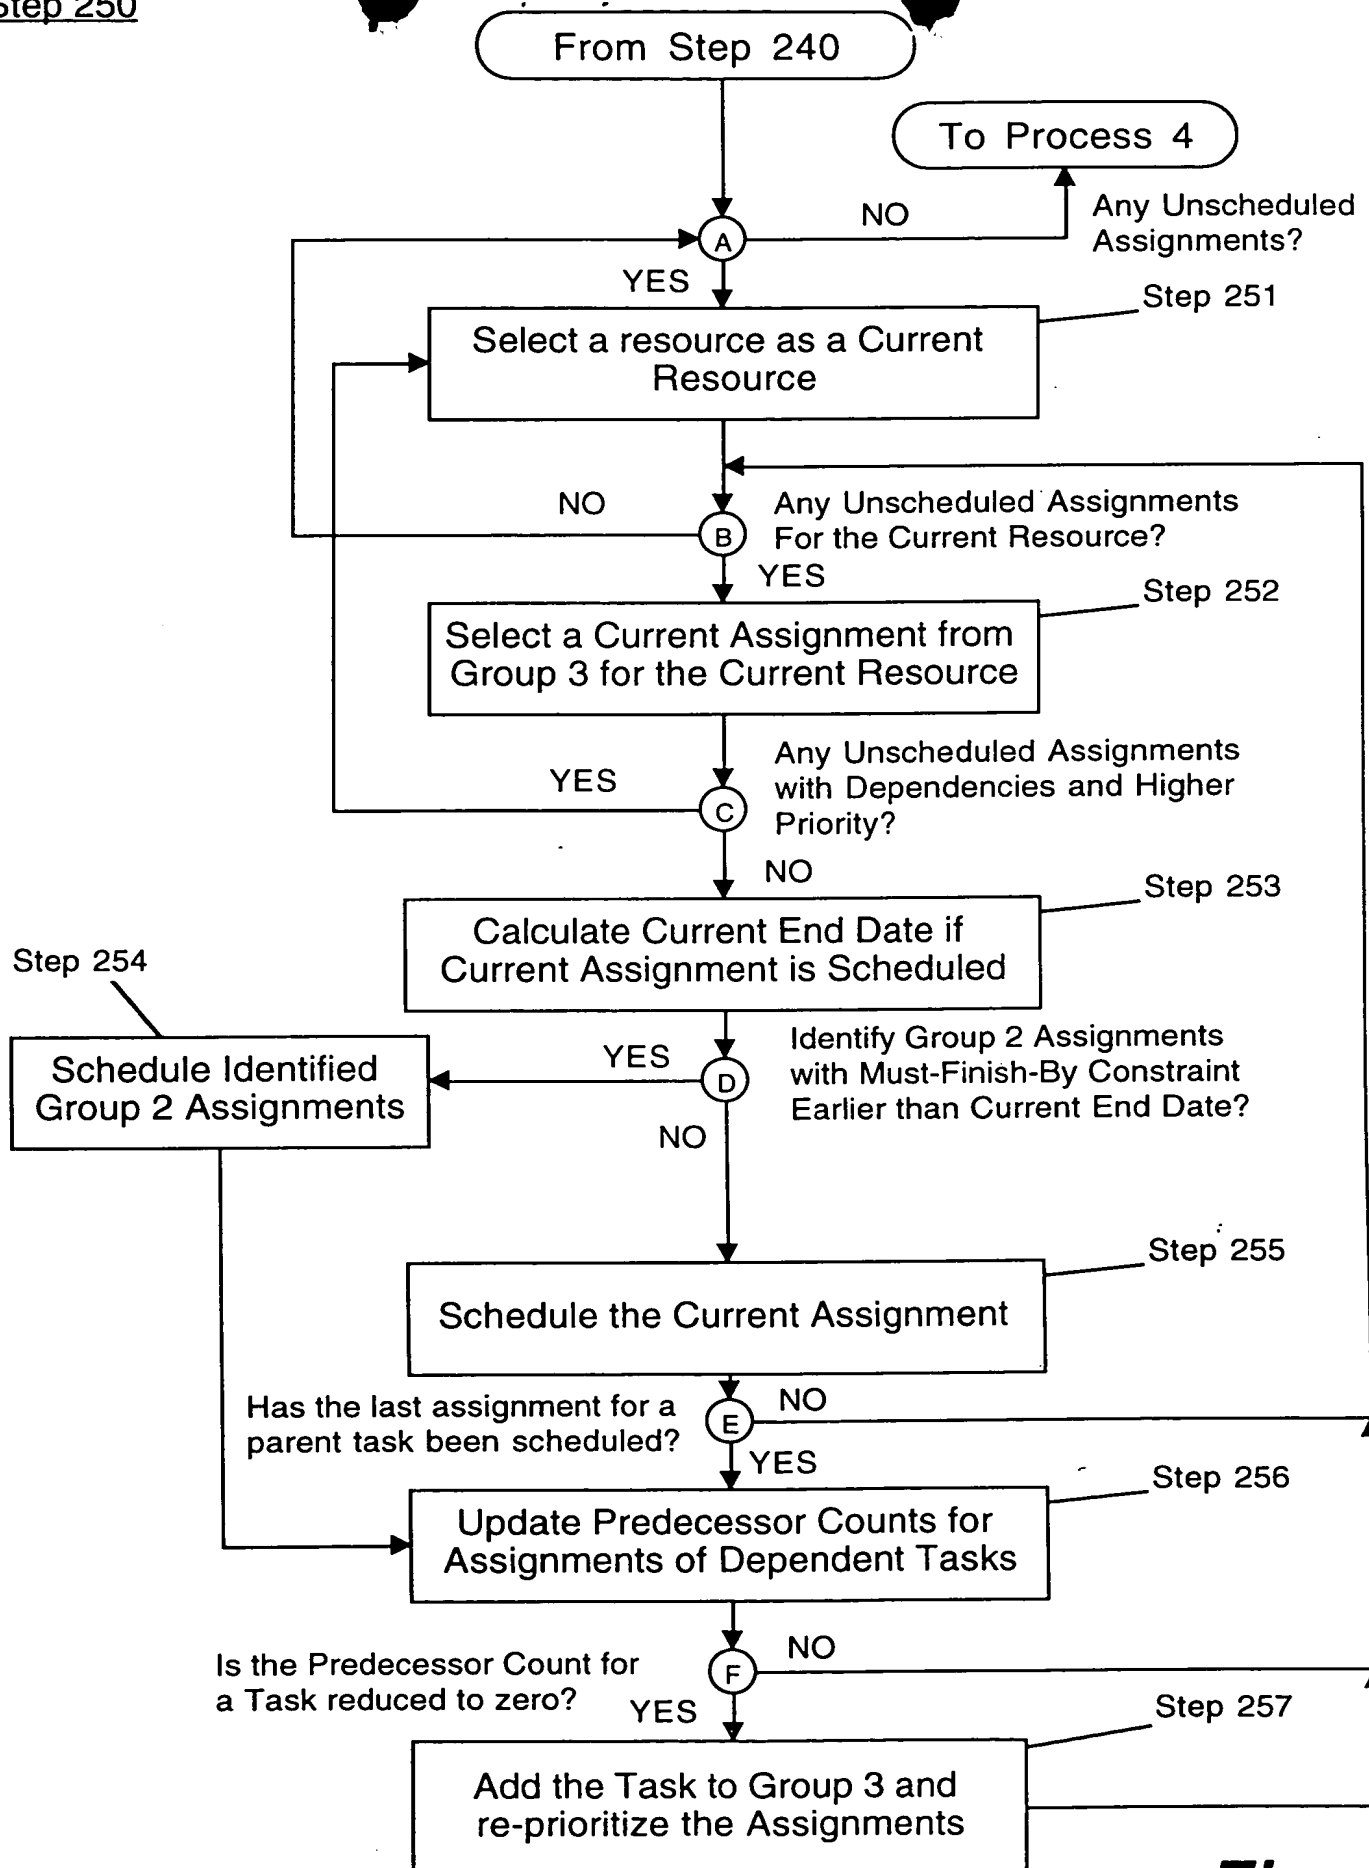 Step 250
From Step 240
To Process 4
A
NO
Any Unscheduled
Assignments?
YES
Step 251
Select a resource as a Current
Resource
NO
B
Any Unscheduled Assignments
For the Current Resource?
YES
Step 252
Select a Current Assignment from
Group 3 for the Current Resource
YES
C
Any Unscheduled Assignments
with Dependencies and Higher
Priority?
NO
Step 253
Calculate Current End Date if
Current Assignment is Scheduled
Step 254
Schedule Identified
Group 2 Assignments
YES
D
Identify Group 2 Assignments
with Must-Finish-By Constraint
Earlier than Current End Date?
NO
Step 255
Schedule the Current Assignment
Has the last assignment for a
parent task been scheduled?
E
NO
YES
Step 256
Update Predecessor Counts for
Assignments of Dependent Tasks
Is the Predecessor Count for
a Task reduced to zero?
F
NO
YES
Step 257
Add the Task to Group 3 and
re-prioritize the Assignments